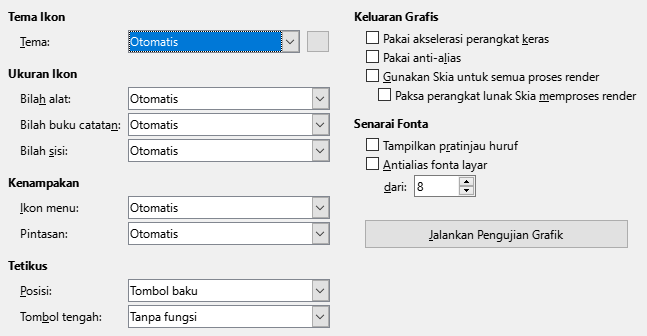 Tema Ikon
Tema: Otomatis
Ukuran Ikon
Bilah alat: Otomatis
Bilah buku catatan: Otomatis
Bilah sisi: Otomatis
Kenampakan
Ikon menu: Otomatis
Pintasan: Otomatis
Tetikus
Posisi: Tombol baku
Tombol tengah: Tanpa fungsi
Keluaran Grafis
Pakai akselerasi perangkat keras
Pakai anti-alias
Gunakan Skia untuk semua proses render
Paksa perangkat lunak Skia memproses render
Senarai Fonta
Tampilkan pratinjau huruf
Antialias fonta layar
dari: 8
Jalankan Pengujian Grafik